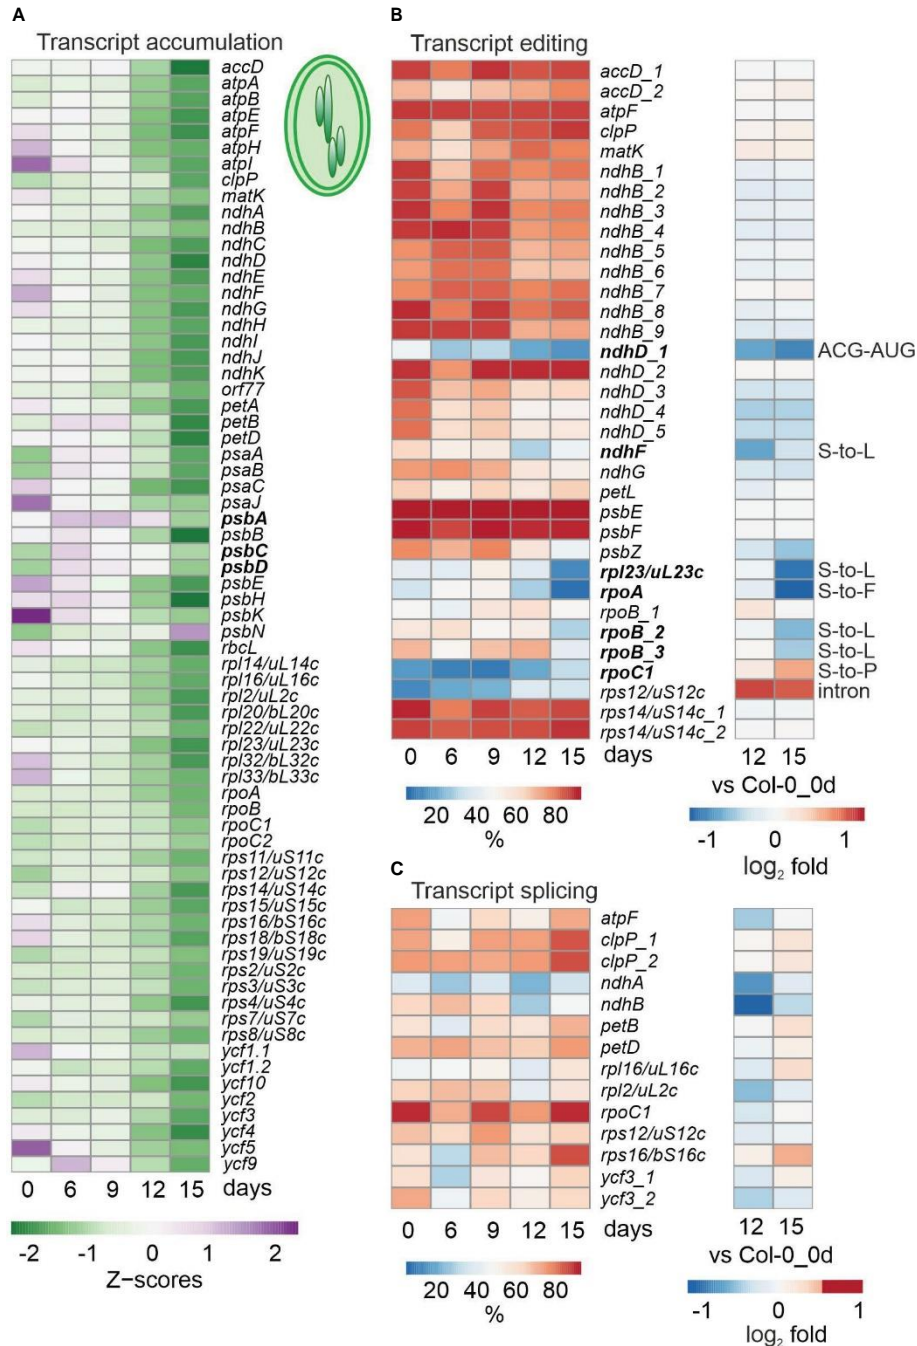 A
Transcript accumulation
accD
atpA
atpB
atpE
atpF
atpH
atpI
clpP
matK
ndhA
ndhB
ndhC
ndhD
ndhE
ndhF
ndhG
ndhH
ndhI
ndhJ
ndhK
orf77
petA
petB
petD
psaA
psaB
psaC
psaJ
psbA
psbB
psbC
psbD
psbE
psbH
psbK
psbN
rbcL
rpl14/uL14c
rpl16/uL16c
rpl2/uL2c
rpl20/bL20c
rpl22/uL22c
rpl23/uL23c
rpl32/bL32c
rpl33/bL33c
rpoA
rpoB
rpoC1
rpoC2
rps11/uS11c
rps12/uS12c
rps14/uS14c
rps15/uS15c
rps16/bS16c
rps18/bS18c
rps19/uS19c
rps2/uS2c
rps3/uS3c
rps4/uS4c
rps7/uS7c
rps8/uS8c
ycf1.1
ycf1.2
ycf10
ycf2
ycf3
ycf4
ycf5
ycf9
0 6 9 12 15 days
-2 -1 0 1 2
Z-scores
B
Transcript editing
accD_1
accD_2
atpF
clpP
matK
ndhB_1
ndhB_2
ndhB_3
ndhB_4
ndhB_5
ndhB_6
ndhB_7
ndhB_8
ndhB_9
ndhD_1 ACG-AUG
ndhD_2
ndhD_3
ndhD_4
ndhD_5
ndhF S-to-L
ndhG
petL
psbE
psbF
psbZ
rpl23/uL23c S-to-L
rpoA S-to-F
rpoB_1
rpoB_2 S-to-L
rpoB_3 S-to-L
rpoC1 S-to-P
rps12/uS12c intron
rps14/uS14c_1
rps14/uS14c_2
0 6 9 12 15 days 12 15
vs Col-0_0d
20 40 60 80
%
-1 0 1
log2 fold
C
Transcript splicing
atpF
clpP_1
clpP_2
ndhA
ndhB
petB
petD
rpl16/uL16c
rpl2/uL2c
rpoC1
rps12/uS12c
rps16/bS16c
ycf3_1
ycf3_2
0 6 9 12 15 days 12 15
vs Col-0_0d
20 40 60 80
%
-1 0 1
log2 fold